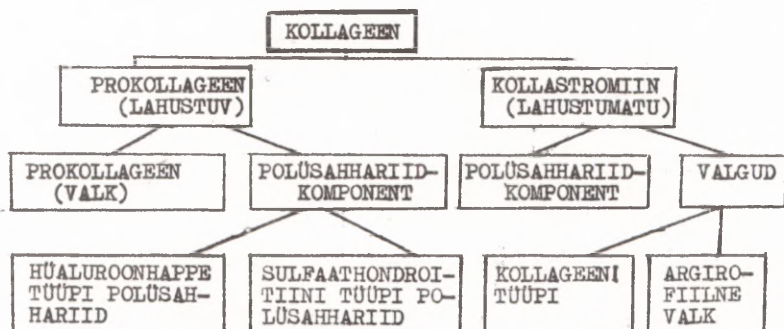 KOLLAGEEN
PROKOLLAGEEN
(LAHUSTUV)
KOLLASTROMIIN
(LAHUSTUMATU)
PROKOLLAGEEN
(VALK)
POLÜSAHHARIID-
KOMPONENT
POLÜSAHHARIID-
KOMPONENT
VALGUD
HÜALUROONHAPPE
TÜÜPI POLÜSAH-
HARIID
SULFAATHONDROI-
TIINI TÜÜPI PO-
LÜSAHHARIID
KOLLAGEENI
TÜÜPI
ARGIRO-
FIILNE
VALK